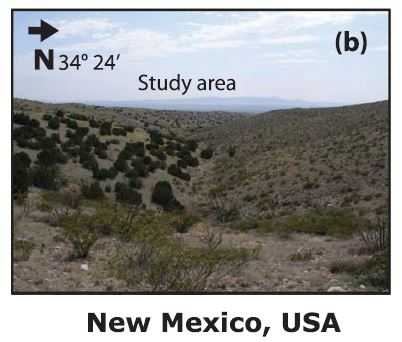 (b)
N 34° 24′
Study area
New Mexico, USA